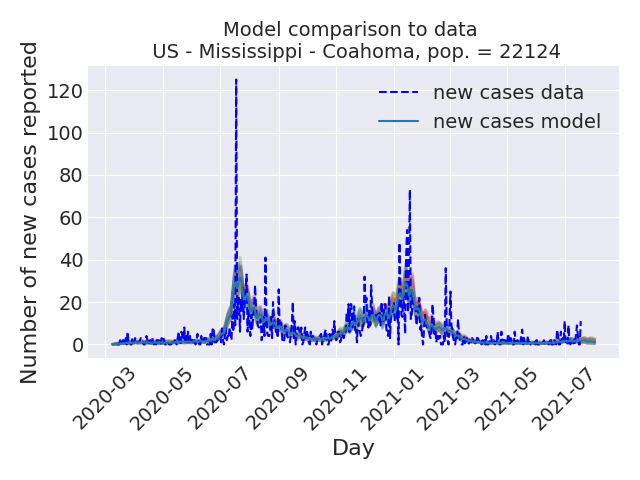 Model comparison to data
US - Mississippi - Coahoma, pop. = 22124
Number of new cases reported
120
100
80
60
40
20
0
new cases data
new cases model
2020-03
2020-05
2020-07
2020-09
2020-11
2021-01
2021-03
2021-05
2021-07
Day